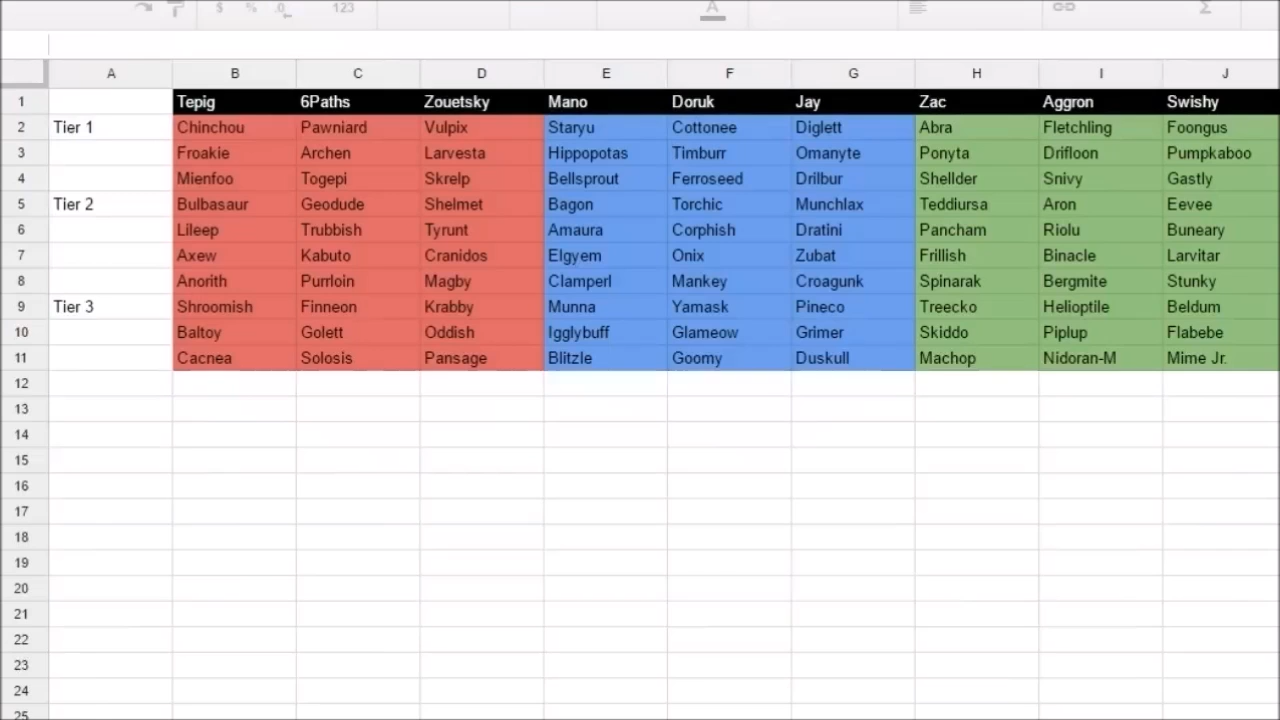 $ % .0_ 123 A Σ
A B C D E F G H I J
1 Tepig 6Paths Zouetsky Mano Doruk Jay Zac Aggron Swishy
2 Tier 1 Chinchou Pawniard Vulpix Staryu Cottonee Diglett Abra Fletchling Foongus
3 Froakie Archen Larvesta Hippopotas Timburr Omanyte Ponyta Drifloon Pumpkaboo
4 Mienfoo Togepi Skrelp Bellsprout Ferroseed Drilbur Shellder Snivy Gastly
5 Tier 2 Bulbasaur Geodude Shelmet Bagon Torchic Munchlax Teddiursa Aron Eevee
6 Lileep Trubbish Tyrunt Amaura Corphish Dratini Pancham Riolu Buneary
7 Axew Kabuto Cranidos Elgyem Onix Zubat Frillish Binacle Larvitar
8 Anorith Purrloin Magby Clamperl Mankey Croagunk Spinarak Bergmite Stunky
9 Tier 3 Shroomish Finneon Krabby Munna Yamask Pineco Treecko Helioptile Beldum
10 Baltoy Golett Oddish Igglybuff Glameow Grimer Skiddo Piplup Flabebe
11 Cacnea Solosis Pansage Blitzle Goomy Duskull Machop Nidoran-M Mime Jr.
12
13
14
15
16
17
18
19
20
21
22
23
24
25